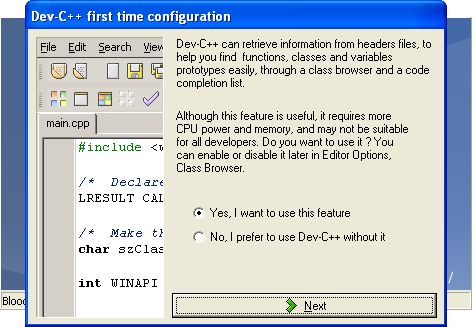 Dev-C++ first time configuration
File Edit Search View
main.cpp
#include <w
/* Declare
LRESULT CAL
/* Make th
char szClas
int WINAPI
Dev-C++ can retrieve information from headers files, to
help you find functions, classes and variables
prototypes easily, through a class browser and a code
completion list.
Although this feature is useful, it requires more
CPU power and memory, and may not be suitable
for all developers. Do you want to use it ? You
can enable or disable it later in Editor Options,
Class Browser.
Yes, I want to use this feature
No, I prefer to use Dev-C++ without it
Next
Blood